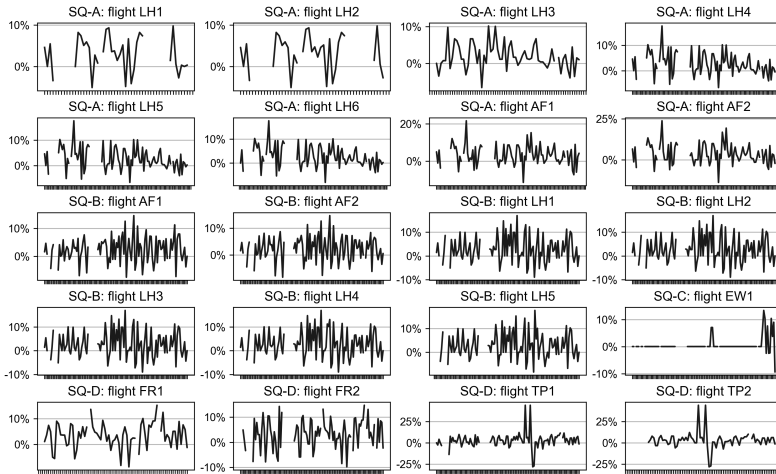 SQ-A: flight LH1 SQ-A: flight LH2 SQ-A: flight LH3 SQ-A: flight LH4
10% 10% 10% 10%
0% 0% 0% 0%
SQ-A: flight LH5 SQ-A: flight LH6 SQ-A: flight AF1 SQ-A: flight AF2
10% 10% 20% 25%
0% 0% 0% 0%
SQ-B: flight AF1 SQ-B: flight AF2 SQ-B: flight LH1 SQ-B: flight LH2
10% 10% 10% 10%
0% 0% 0% 0%
-10% -10%
SQ-B: flight LH3 SQ-B: flight LH4 SQ-B: flight LH5 SQ-C: flight EW1
10% 10% 10% 10%
0% 0% 0% 0%
-10% -10% -10%
SQ-D: flight FR1 SQ-D: flight FR2 SQ-D: flight TP1 SQ-D: flight TP2
10% 10% 25% 25%
0% 0% 0% 0%
-10% -25% -25%